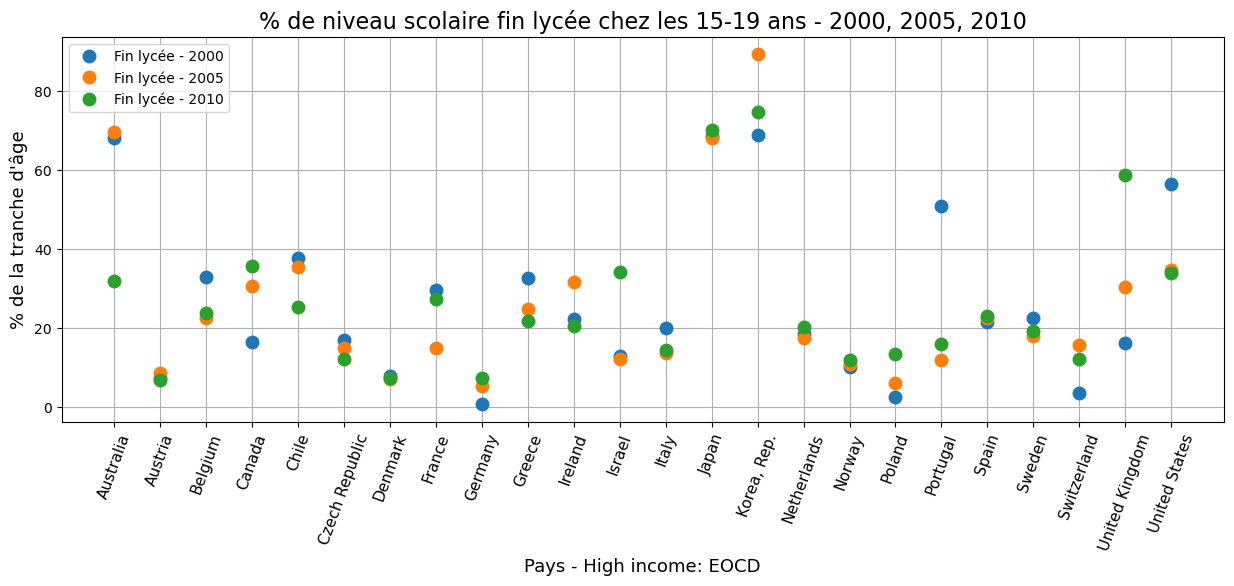 % de niveau scolaire fin lycée chez les 15-19 ans - 2000, 2005, 2010
Fin lycée - 2000
Fin lycée - 2005
Fin lycée - 2010
% de la tranche d'âge
80
60
40
20
0
Australia
Austria
Belgium
Canada
Chile
Czech Republic
Denmark
France
Germany
Greece
Ireland
Israel
Italy
Japan
Korea, Rep.
Netherlands
Norway
Poland
Portugal
Spain
Sweden
Switzerland
United Kingdom
United States
Pays - High income: EOCD